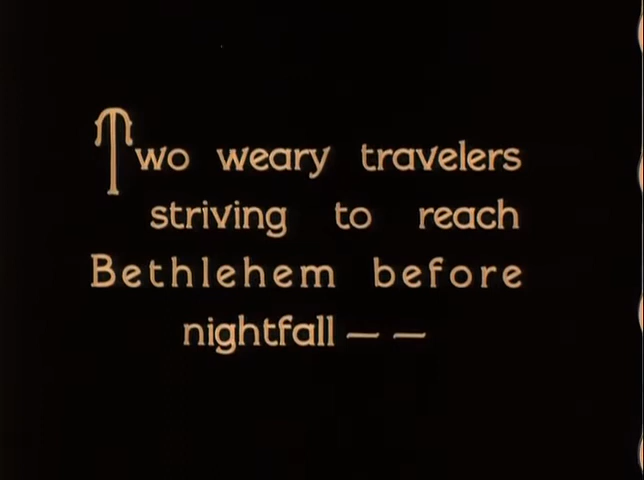 Two weary travelers
striving to reach
Bethlehem before
nightfall — —